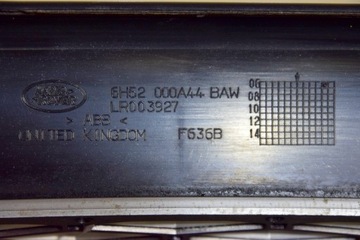 LAND ROVER
6H52 000A44 BAW
LR003927
> ABS <
UNITED KINGDOM F636B
06
08
10
12
14